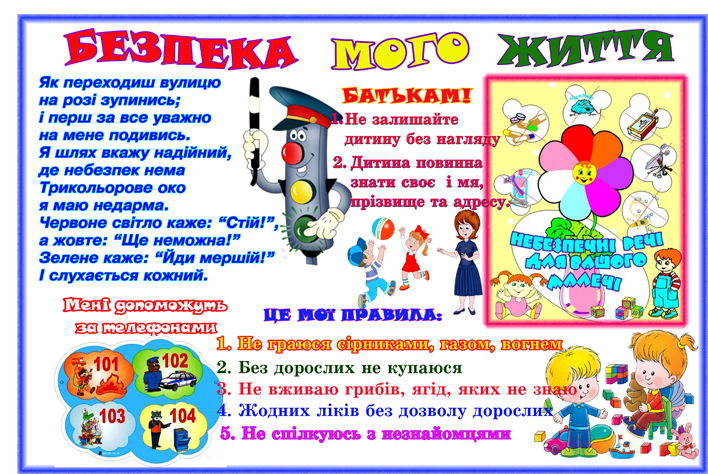 БЕЗПЕКА МОГО ЖИТТЯ
Як переходиш вулицю
на розі зупинись;
і перш за все уважно
на мене подивись.
Я шлях вкажу надійний,
де небезпек нема
Трикольорове око
я маю недарма.
Червоне світло каже: “Стій!”,
а жовте: “Ще неможна!”
Зелене каже: “Йди мерщій!”
І слухається кожний.
БАТЬКАМ!
1. Не залишайте
дитину без нагляду
2. Дитина повинна
знати своє і мя,
прізвище та адресу.
НЕБЕЗПЕЧНІ РЕЧІ
ДЛЯ ВАШОГО
МАЛЕЧІ
Мені допоможуть
за телефонами
101
102
103
104
ЦЕ МОЇ ПРАВИЛА:
1. Не граюся сірниками, газом, вогнем
2. Без дорослих не купаюся
3. Не вживаю грибів, ягід, яких не знаю
4. Жодних ліків без дозволу дорослих
5. Не спілкуюсь з незнайомцями